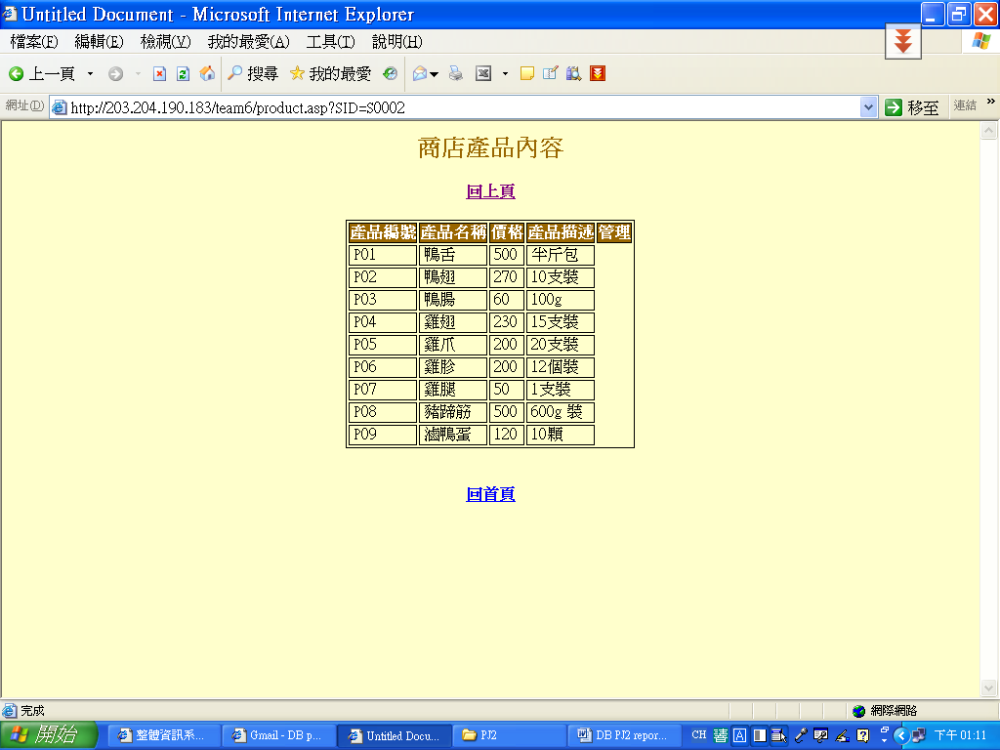 Untitled Document - Microsoft Internet Explorer
檔案(F) 編輯(E) 檢視(V) 我的最愛(A) 工具(T) 說明(H)
上一頁 搜尋 我的最愛
網址(D) http://203.204.190.183/team6/product.asp?SID=S0002 移至 連結 »
商店產品內容
回上頁
產品編號 產品名稱 價格 產品描述 管理
P01 鴨舌 500 半斤包
P02 鴨翅 270 10支裝
P03 鴨腸 60 100g
P04 雞翅 230 15支裝
P05 雞爪 200 20支裝
P06 雞胗 200 12個裝
P07 雞腿 50 1支裝
P08 豬蹄筋 500 600g 裝
P09 滷鴨蛋 120 10顆
回首頁
完成 網際網路
開始 整體資訊系... Gmail - DB p... Untitled Docu... PJ2 DB PJ2 repor... CH A 下午 01:11